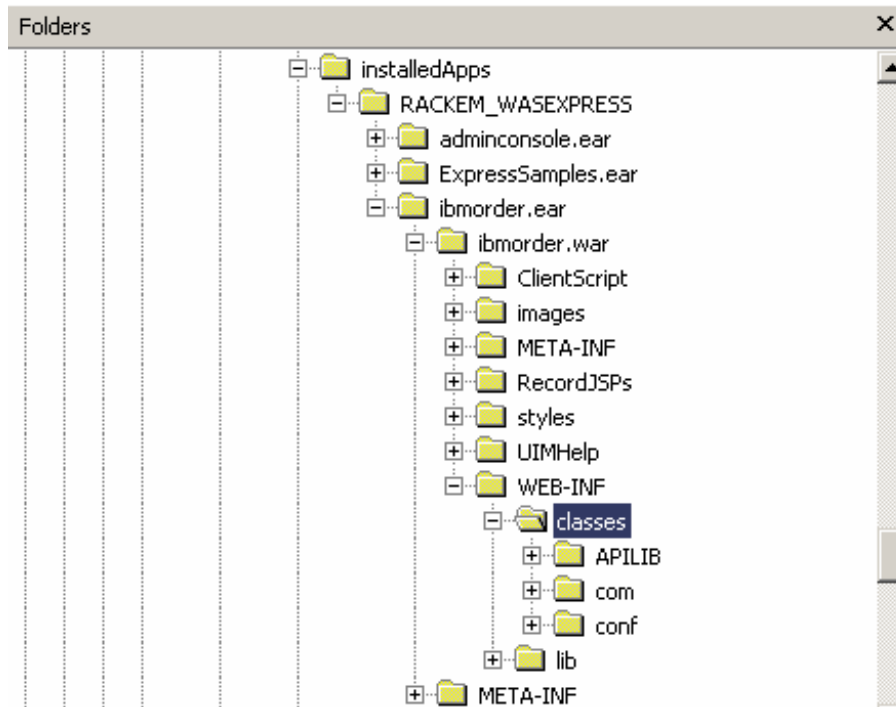 Folders
installedApps
RACKEM_WASEXPRESS
adminconsole.ear
ExpressSamples.ear
ibmorder.ear
ibmorder.war
ClientScript
images
META-INF
RecordJSPs
styles
UIMHelp
WEB-INF
classes
APILIB
com
conf
lib
META-INF